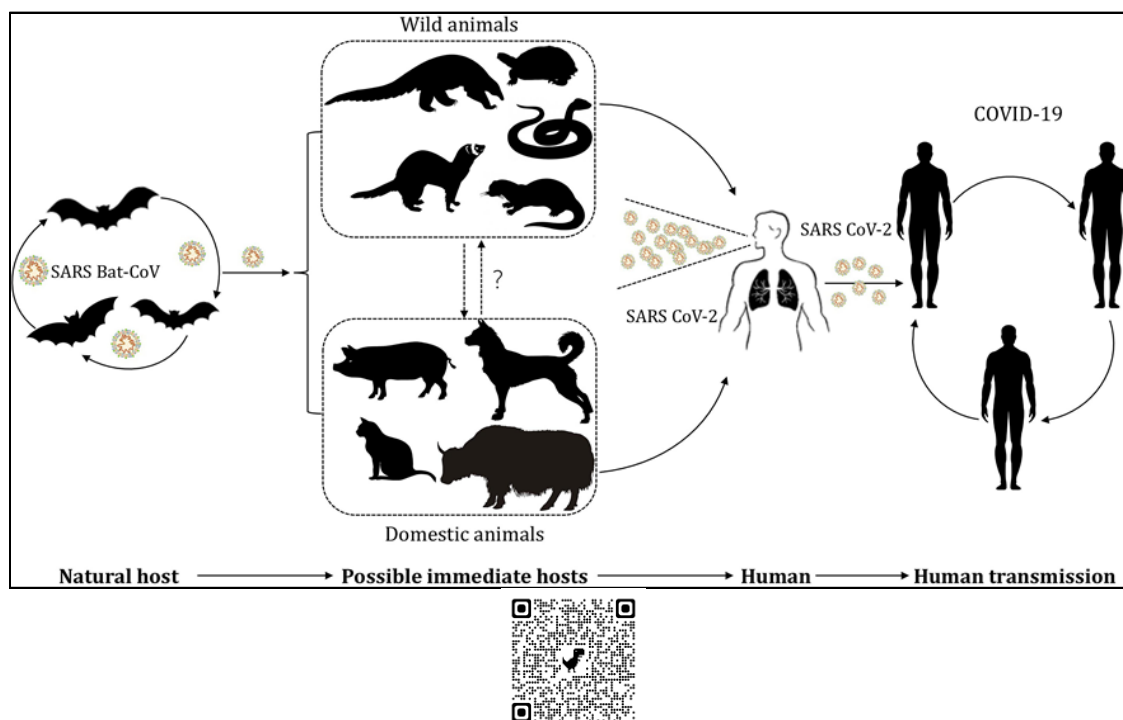 Wild animals
COVID-19
SARS Bat-CoV
?
SARS CoV-2
SARS CoV-2
Domestic animals
Natural host
Possible immediate hosts
Human
Human transmission